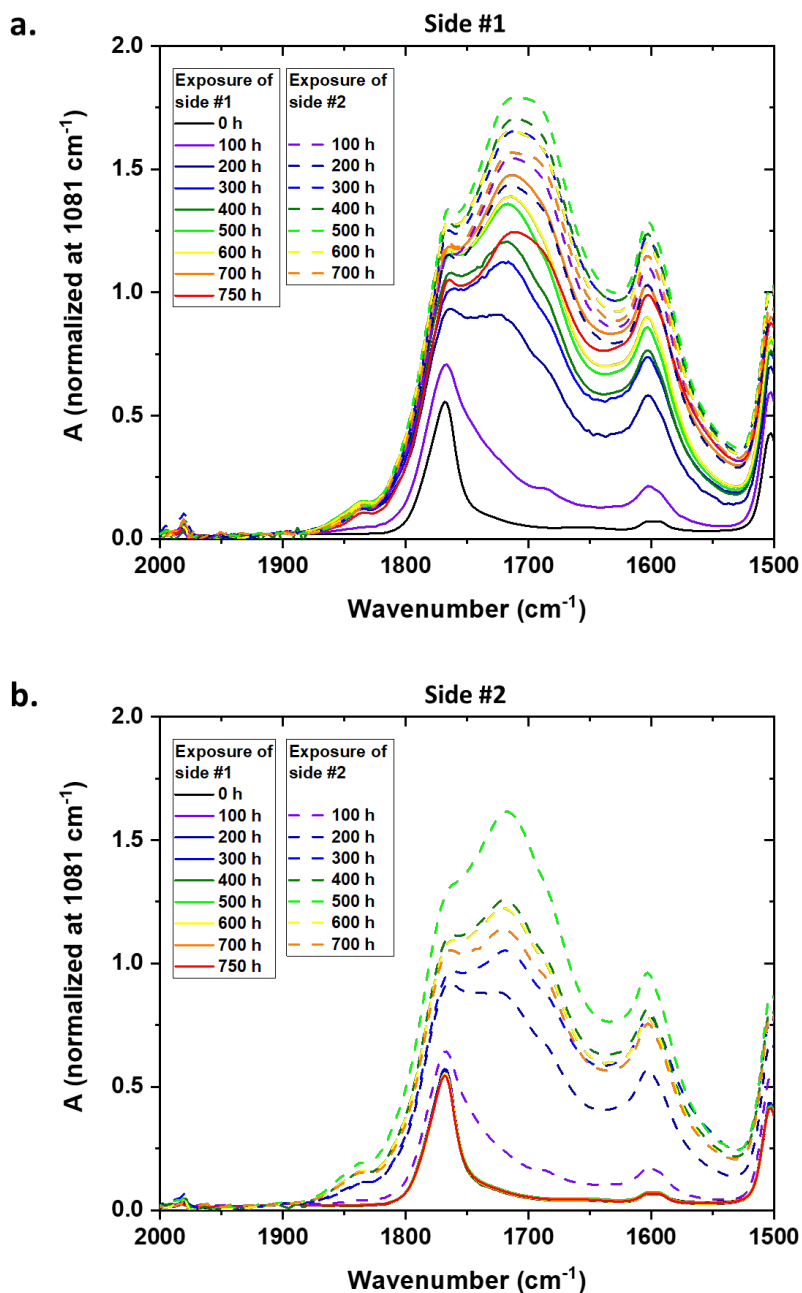 a.
Side #1
A (normalized at 1081 cm⁻¹)
2.0
1.5
1.0
0.5
0.0
Exposure of
side #1
0 h
100 h
200 h
300 h
400 h
500 h
600 h
700 h
750 h
Exposure of
side #2
100 h
200 h
300 h
400 h
500 h
600 h
700 h
2000 1900 1800 1700 1600 1500
Wavenumber (cm⁻¹)
b.
Side #2
A (normalized at 1081 cm⁻¹)
2.0
1.5
1.0
0.5
0.0
Exposure of
side #1
0 h
100 h
200 h
300 h
400 h
500 h
600 h
700 h
750 h
Exposure of
side #2
100 h
200 h
300 h
400 h
500 h
600 h
700 h
2000 1900 1800 1700 1600 1500
Wavenumber (cm⁻¹)